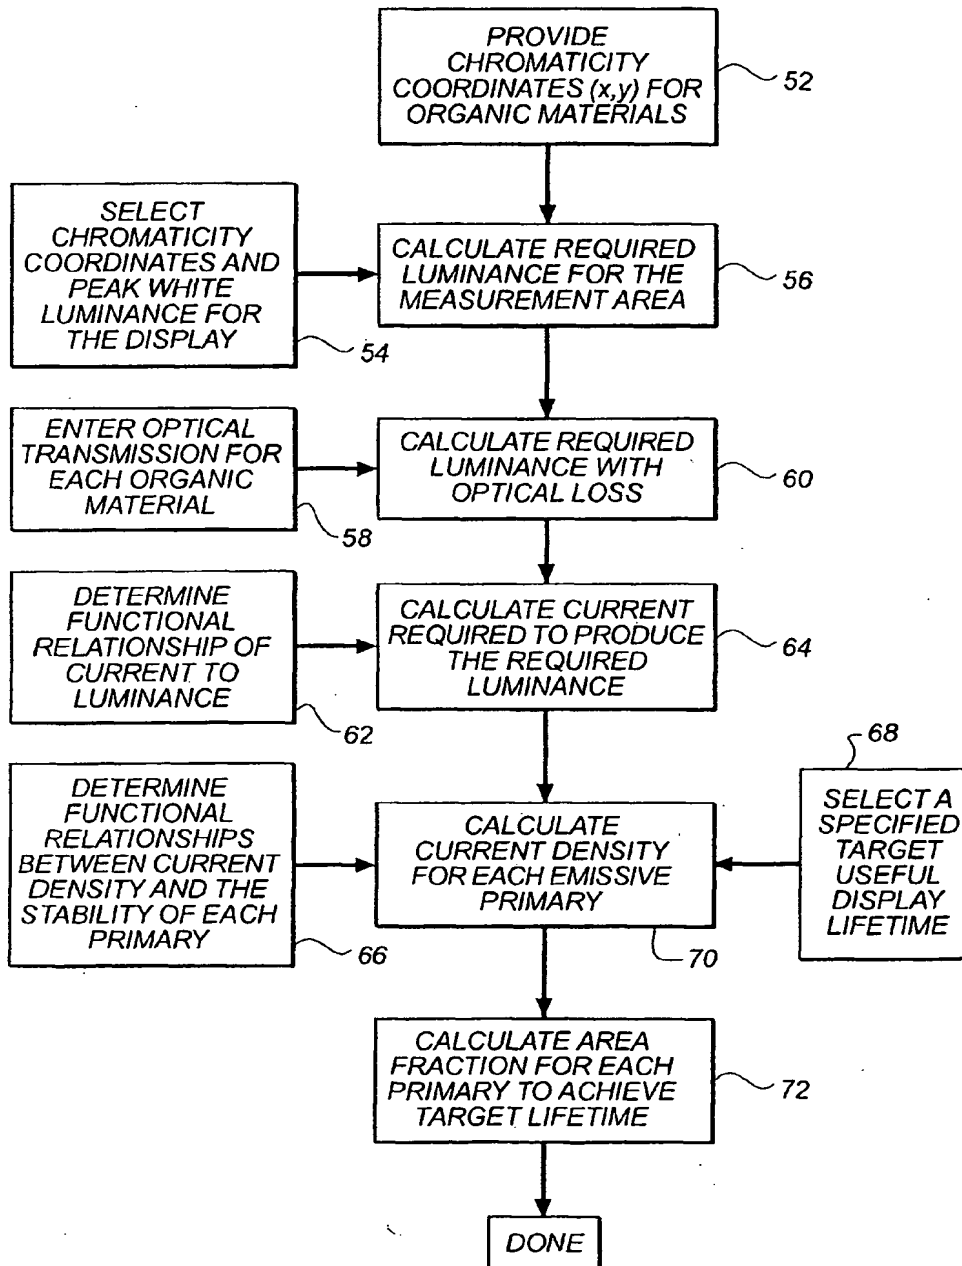 PROVIDE
CHROMATICITY
COORDINATES (x,y) FOR
ORGANIC MATERIALS
52
SELECT
CHROMATICITY
COORDINATES AND
PEAK WHITE
LUMINANCE FOR
THE DISPLAY
54
CALCULATE REQUIRED
LUMINANCE FOR THE
MEASUREMENT AREA
56
ENTER OPTICAL
TRANSMISSION FOR
EACH ORGANIC
MATERIAL
58
CALCULATE REQUIRED
LUMINANCE WITH
OPTICAL LOSS
60
DETERMINE
FUNCTIONAL
RELATIONSHIP OF
CURRENT TO
LUMINANCE
62
CALCULATE CURRENT
REQUIRED TO PRODUCE
THE REQUIRED
LUMINANCE
64
DETERMINE
FUNCTIONAL
RELATIONSHIPS
BETWEEN CURRENT
DENSITY AND THE
STABILITY OF EACH
PRIMARY
66
CALCULATE
CURRENT DENSITY
FOR EACH EMISSIVE
PRIMARY
70
68
SELECT A
SPECIFIED
TARGET
USEFUL
DISPLAY
LIFETIME
CALCULATE AREA
FRACTION FOR EACH
PRIMARY TO ACHIEVE
TARGET LIFETIME
72
DONE